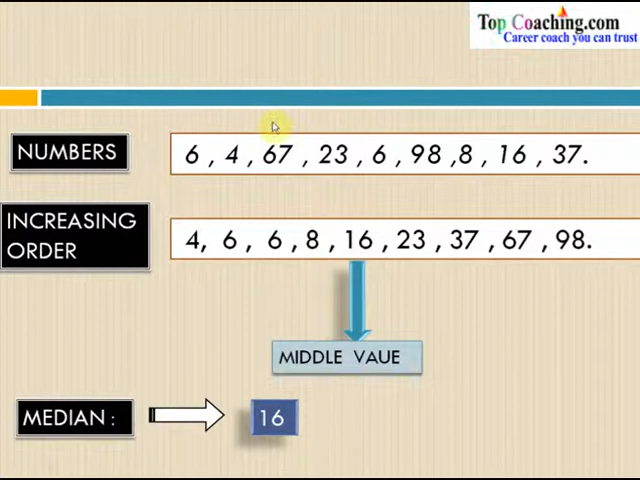 Top Coaching.com
Career coach you can trust
NUMBERS
6 , 4 , 67 , 23 , 6 , 98 ,8 , 16 , 37.
INCREASING
ORDER
4, 6 , 6 , 8 , 16 , 23 , 37 , 67 , 98.
MIDDLE VAUE
MEDIAN :
16